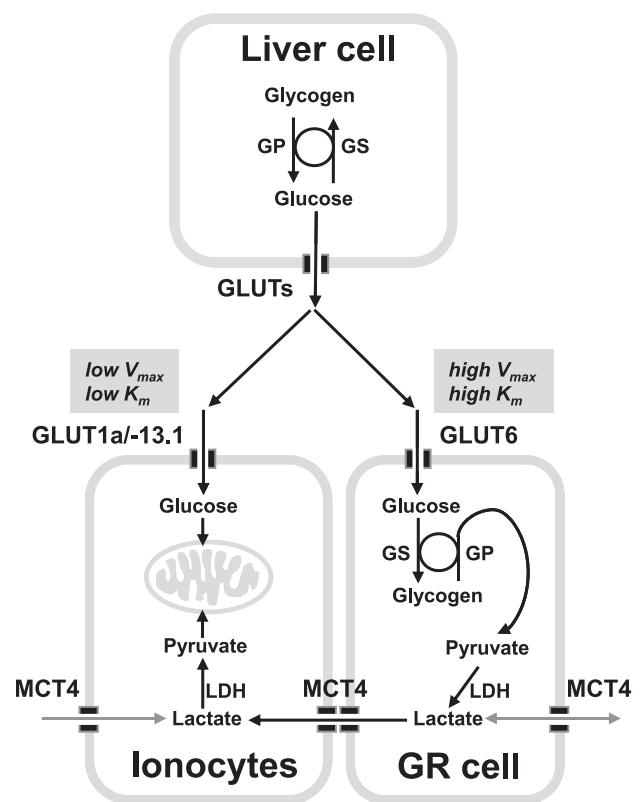 Liver cell
Glycogen
GP GS
Glucose
GLUTs
low Vmax
low Km
high Vmax
high Km
GLUT1a/-13.1
GLUT6
Glucose
Glucose
GS GP
Glycogen
Pyruvate
Pyruvate
MCT4 LDH MCT4 LDH MCT4
Lactate
Lactate
Ionocytes
GR cell